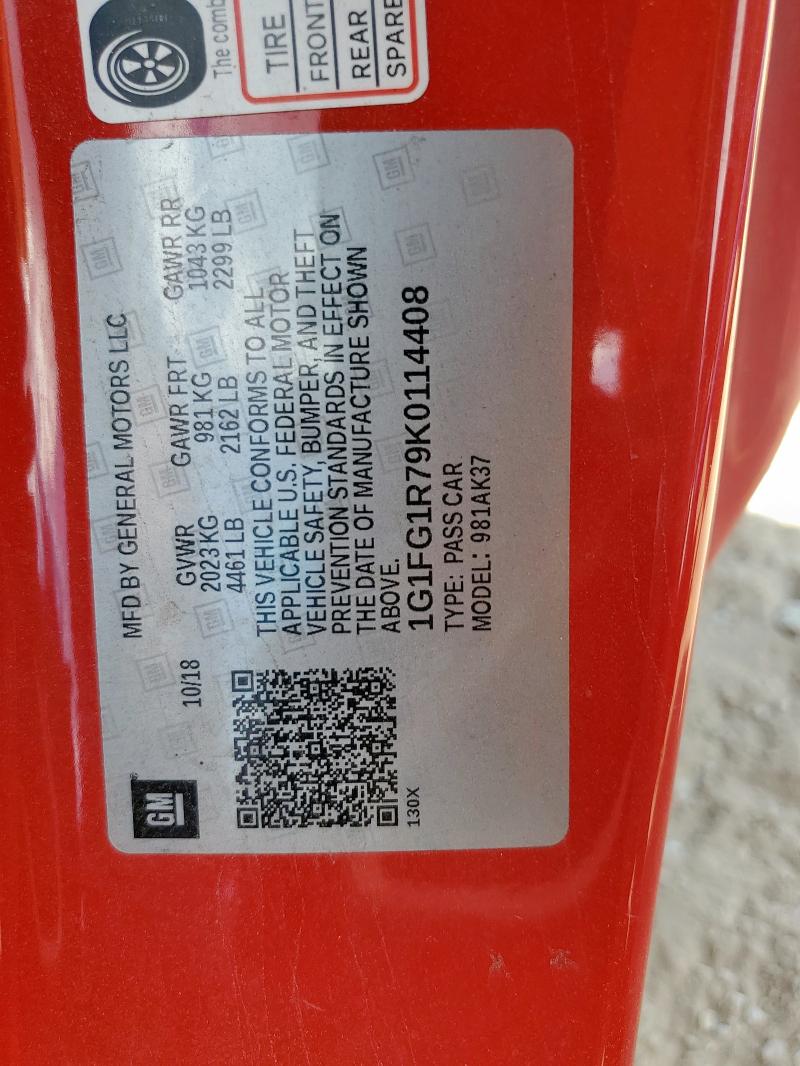 The comb
TIRE
FRONT
REAR
SPARE
GM
MFD BY GENERAL MOTORS LLC
10/18
GVWR GAWR FRT GAWR RR
2023 KG 981 KG 1043 KG
4461 LB 2162 LB 2299 LB
THIS VEHICLE CONFORMS TO ALL
APPLICABLE U.S. FEDERAL MOTOR
VEHICLE SAFETY, BUMPER, AND THEFT
PREVENTION STANDARDS IN EFFECT ON
THE DATE OF MANUFACTURE SHOWN
ABOVE.
1G1FG1R79K0114408
TYPE: PASS CAR
MODEL: 981AK37
130X